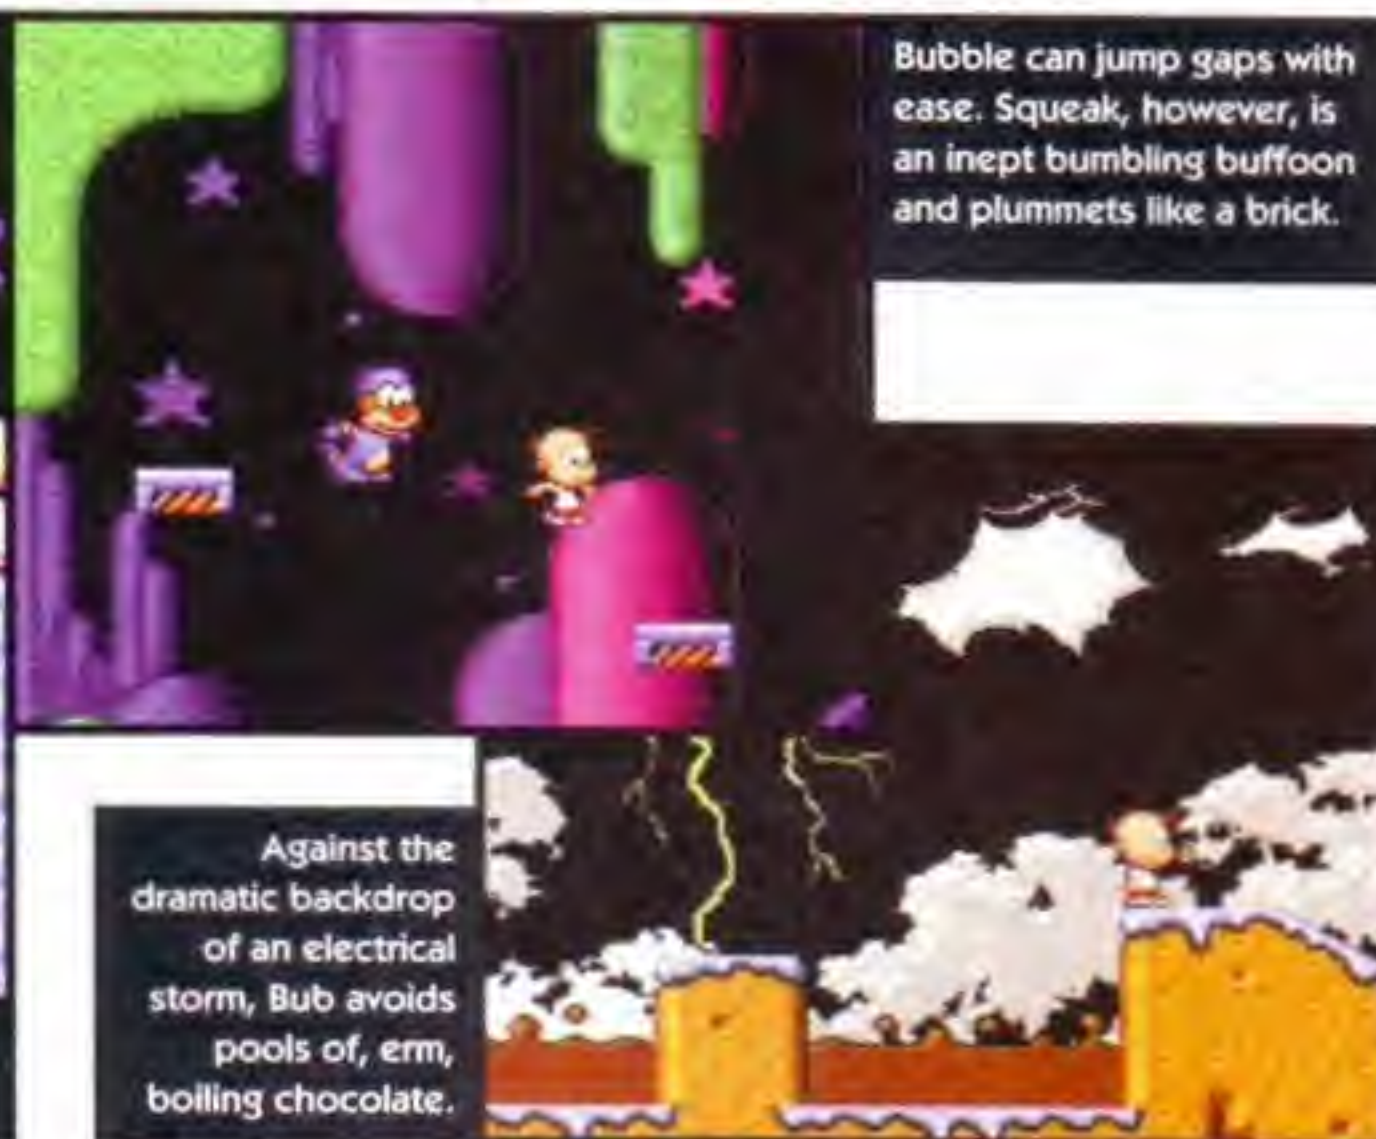 Bubble can jump gaps with
ease. Squeak, however, is
an inept bumbling buffoon
and plummets like a brick.
Against the
dramatic backdrop
of an electrical
storm, Bub avoids
pools of, erm,
boiling chocolate.